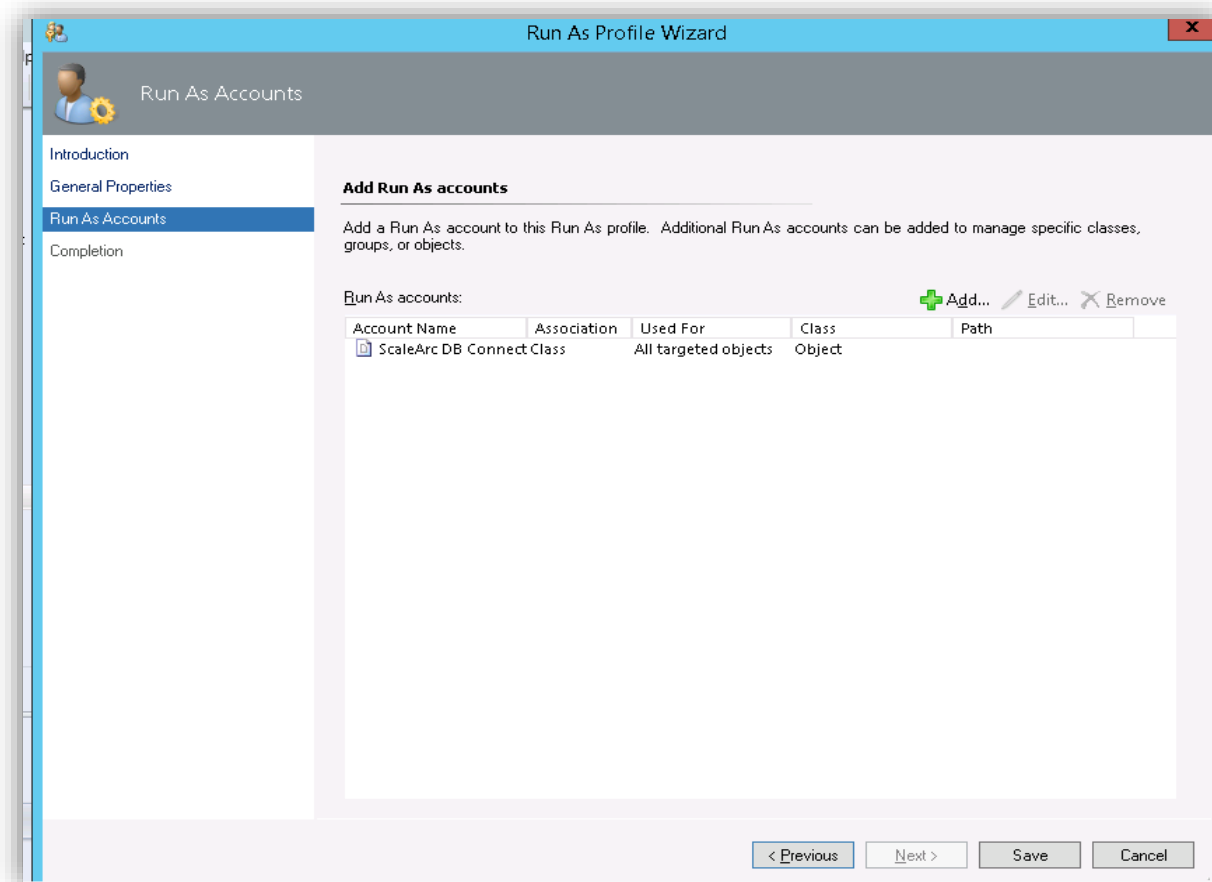 Run As Profile Wizard
x
Run As Accounts
Introduction
General Properties
Run As Accounts
Completion
Add Run As accounts
Add a Run As account to this Run As profile. Additional Run As accounts can be added to manage specific classes,
groups, or objects.
Run As accounts:
Add... Edit... Remove
Account Name Association Used For Class Path
ScaleArc DB Connect Class All targeted objects Object
< Previous Next > Save Cancel